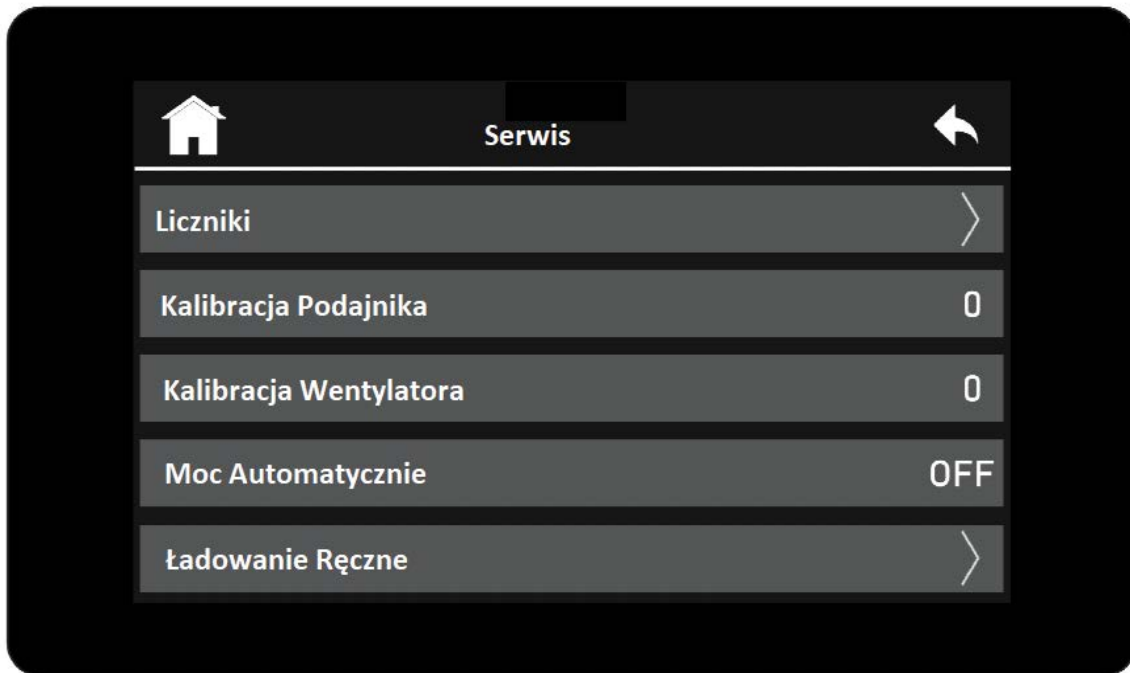 Serwis
Liczniki
Kalibracja Podajnika 0
Kalibracja Wentylatora 0
Moc Automatycznie OFF
Ładowanie Ręczne